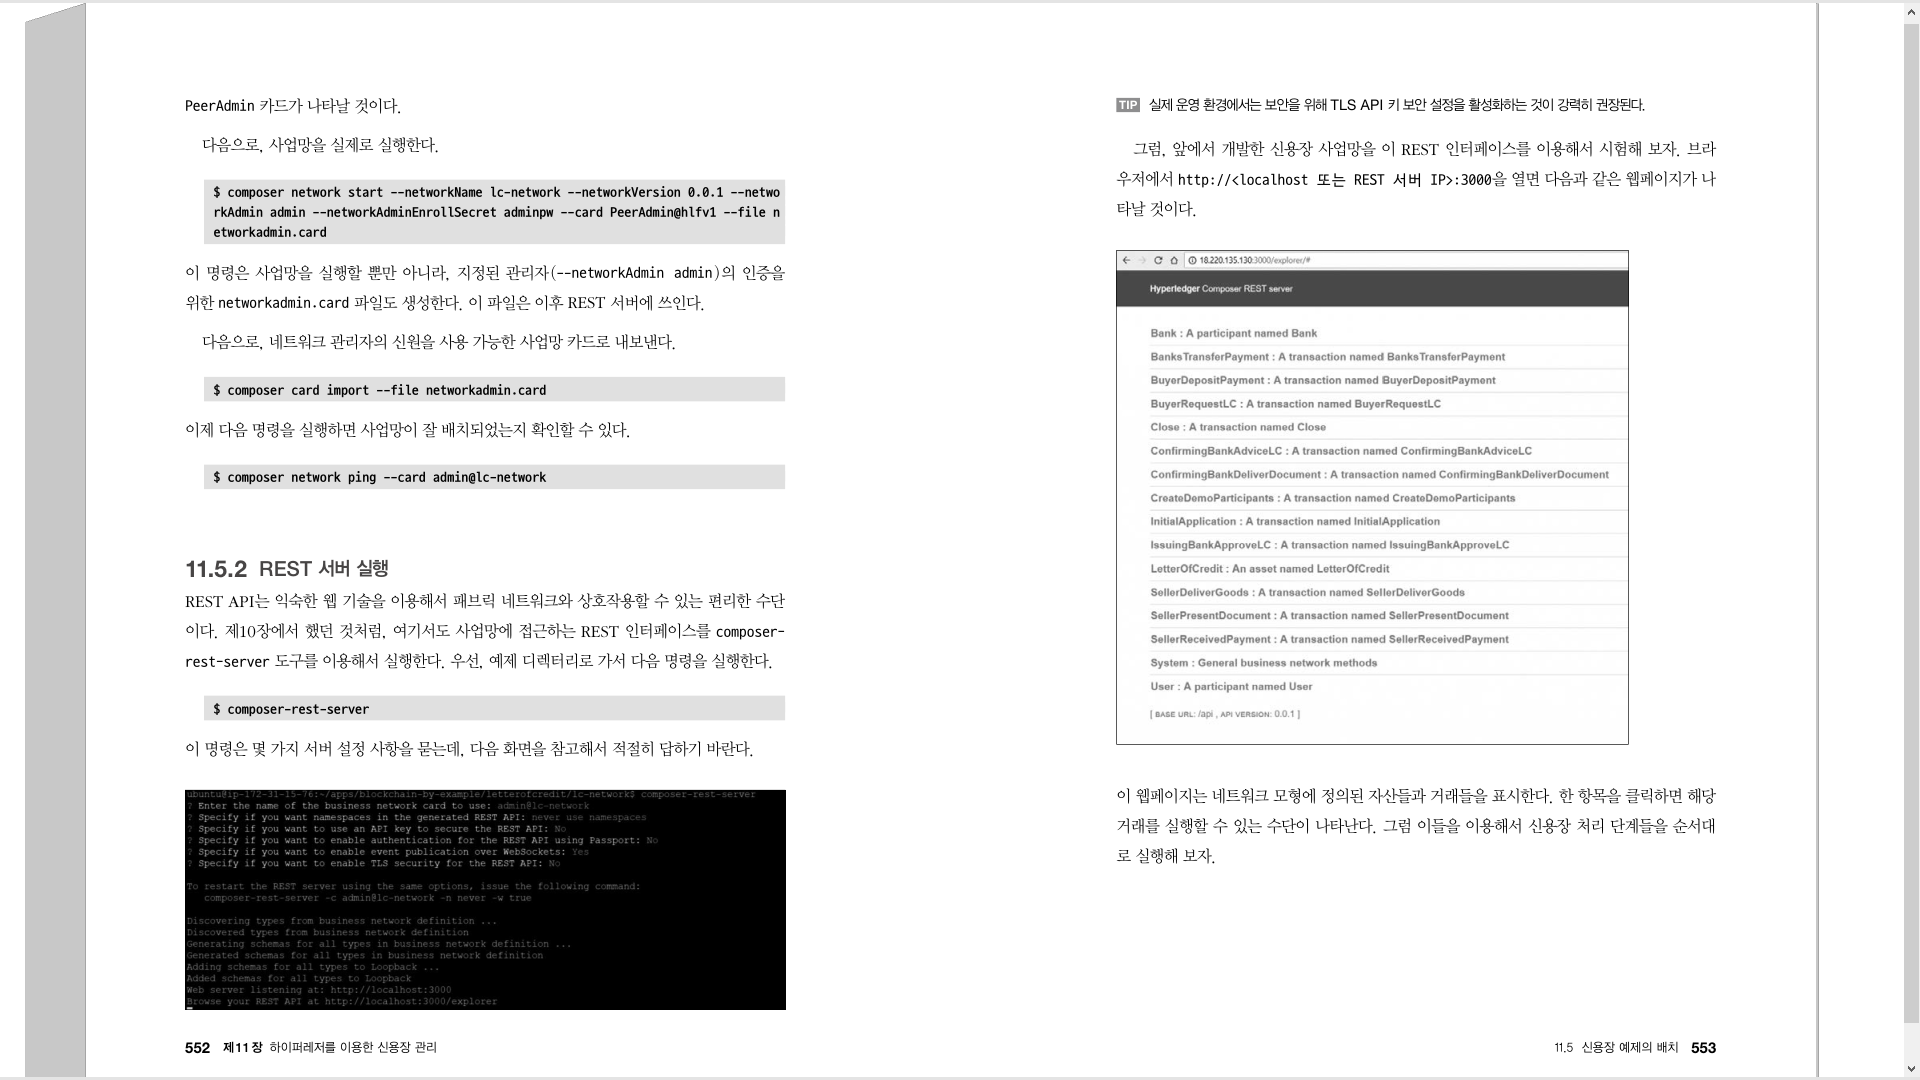 PeerAdmin 카드가 나타날 것이다.
다음으로, 사업망을 실제로 실행한다.
$ composer network start --networkName lc-network --networkVersion 0.0.1 --netwo
rkAdmin admin --networkAdminEnrollSecret adminpw --card PeerAdmin@hlfv1 --file n
etworkadmin.card
이 명령은 사업망을 실행할 뿐만 아니라, 지정된 관리자(--networkAdmin admin)의 인증을
위한 networkadmin.card 파일도 생성한다. 이 파일은 이후 REST 서버에 쓰인다.
다음으로, 네트워크 관리자의 신원을 사용 가능한 사업망 카드로 내보낸다.
$ composer card import --file networkadmin.card
이제 다음 명령을 실행하면 사업망이 잘 배치되었는지 확인할 수 있다.
$ composer network ping --card admin@lc-network
11.5.2 REST 서버 실행
REST API는 익숙한 웹 기술을 이용해서 패브릭 네트워크와 상호작용할 수 있는 편리한 수단
이다. 제10장에서 했던 것처럼, 여기서도 사업망에 접근하는 REST 인터페이스를 composer-
rest-server 도구를 이용해서 실행한다. 우선, 예제 디렉터리로 가서 다음 명령을 실행한다.
$ composer-rest-server
이 명령은 몇 가지 서버 설정 사항을 묻는데, 다음 화면을 참고해서 적절히 답하기 바란다.
ubuntu@ip-172-31-15-76:~/apps/blockchain-by-example/letterofcredit/lc-network$ composer-rest-server
? Enter the name of the business network card to use: admin@lc-network
? Specify if you want namespaces in the generated REST API: never use namespaces
? Specify if you want to use an API key to secure the REST API: No
? Specify if you want to enable authentication for the REST API using Passport: No
? Specify if you want to enable event publication over WebSockets: Yes
? Specify if you want to enable TLS security for the REST API: No
To restart the REST server using the same options, issue the following command:
composer-rest-server -c admin@lc-network -n never -w true
Discovering types from business network definition ...
Discovered types from business network definition
Generating schemas for all types in business network definition ...
Generated schemas for all types in business network definition
Adding schemas for all types to Loopback ...
Added schemas for all types to Loopback
Web server listening at: http://localhost:3000
Browse your REST API at http://localhost:3000/explorer
552 제11장 하이퍼레저를 이용한 신용장 관리
TIP 실제 운영 환경에서는 보안을 위해 TLS API 키 보안 설정을 활성화하는 것이 강력히 권장된다.
그럼, 앞에서 개발한 신용장 사업망을 이 REST 인터페이스를 이용해서 시험해 보자. 브라
우저에서 http://<localhost 또는 REST 서버 IP>:3000을 열면 다음과 같은 웹페이지가 나
타날 것이다.
18.220.135.130:3000/explorer/#
Hyperledger Composer REST server
Bank : A participant named Bank
BanksTransferPayment : A transaction named BanksTransferPayment
BuyerDepositPayment : A transaction named BuyerDepositPayment
BuyerRequestLC : A transaction named BuyerRequestLC
Close : A transaction named Close
ConfirmingBankAdviceLC : A transaction named ConfirmingBankAdviceLC
ConfirmingBankDeliverDocument : A transaction named ConfirmingBankDeliverDocument
CreateDemoParticipants : A transaction named CreateDemoParticipants
InitialApplication : A transaction named InitialApplication
IssuingBankApproveLC : A transaction named IssuingBankApproveLC
LetterOfCredit : An asset named LetterOfCredit
SellerDeliverGoods : A transaction named SellerDeliverGoods
SellerPresentDocument : A transaction named SellerPresentDocument
SellerReceivedPayment : A transaction named SellerReceivedPayment
System : General business network methods
User : A participant named User
[ BASE URL: /api , API VERSION: 0.0.1 ]
이 웹페이지는 네트워크 모형에 정의된 자산들과 거래들을 표시한다. 한 항목을 클릭하면 해당
거래를 실행할 수 있는 수단이 나타난다. 그럼 이들을 이용해서 신용장 처리 단계들을 순서대
로 실행해 보자.
11.5 신용장 예제의 배치 553